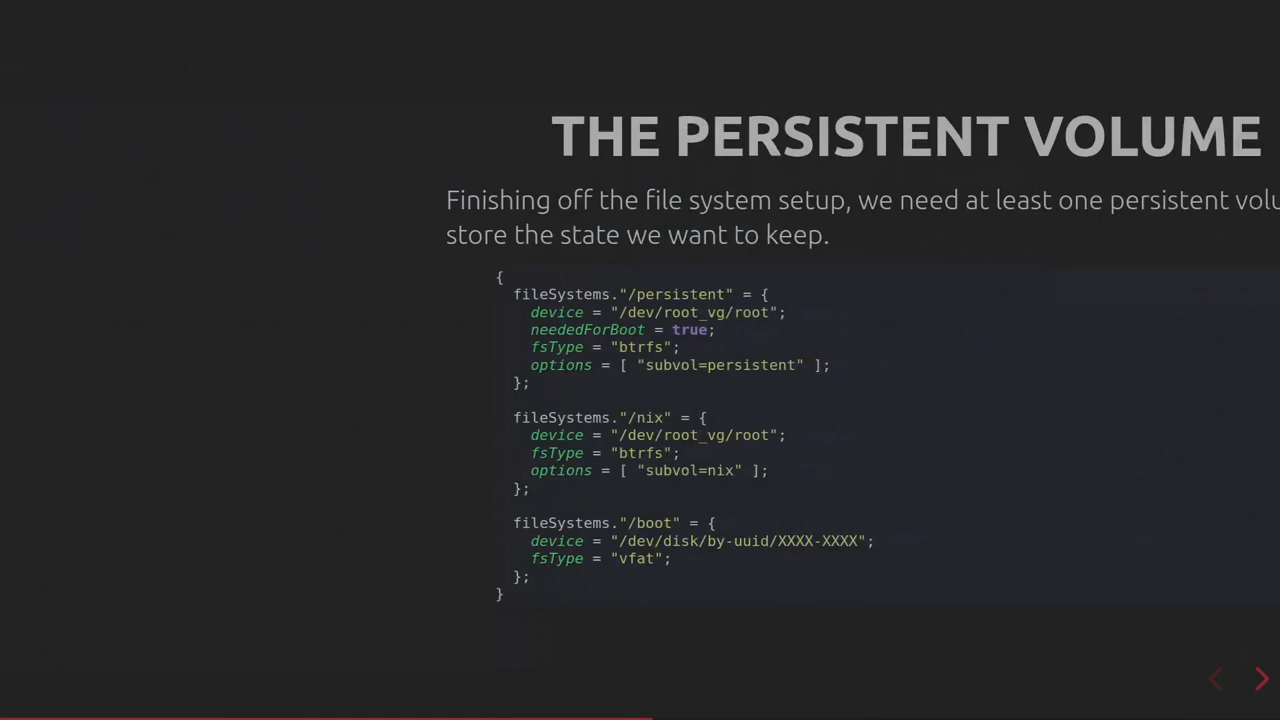 THE PERSISTENT VOLUME
Finishing off the file system setup, we need at least one persistent
store the state we want to keep.
{
  fileSystems."/persistent" = {
    device = "/dev/root_vg/root";
    neededForBoot = true;
    fsType = "btrfs";
    options = [ "subvol=persistent" ];
  };

  fileSystems."/nix" = {
    device = "/dev/root_vg/root";
    fsType = "btrfs";
    options = [ "subvol=nix" ];
  };

  fileSystems."/boot" = {
    device = "/dev/disk/by-uuid/XXXX-XXXX";
    fsType = "vfat";
  };
}